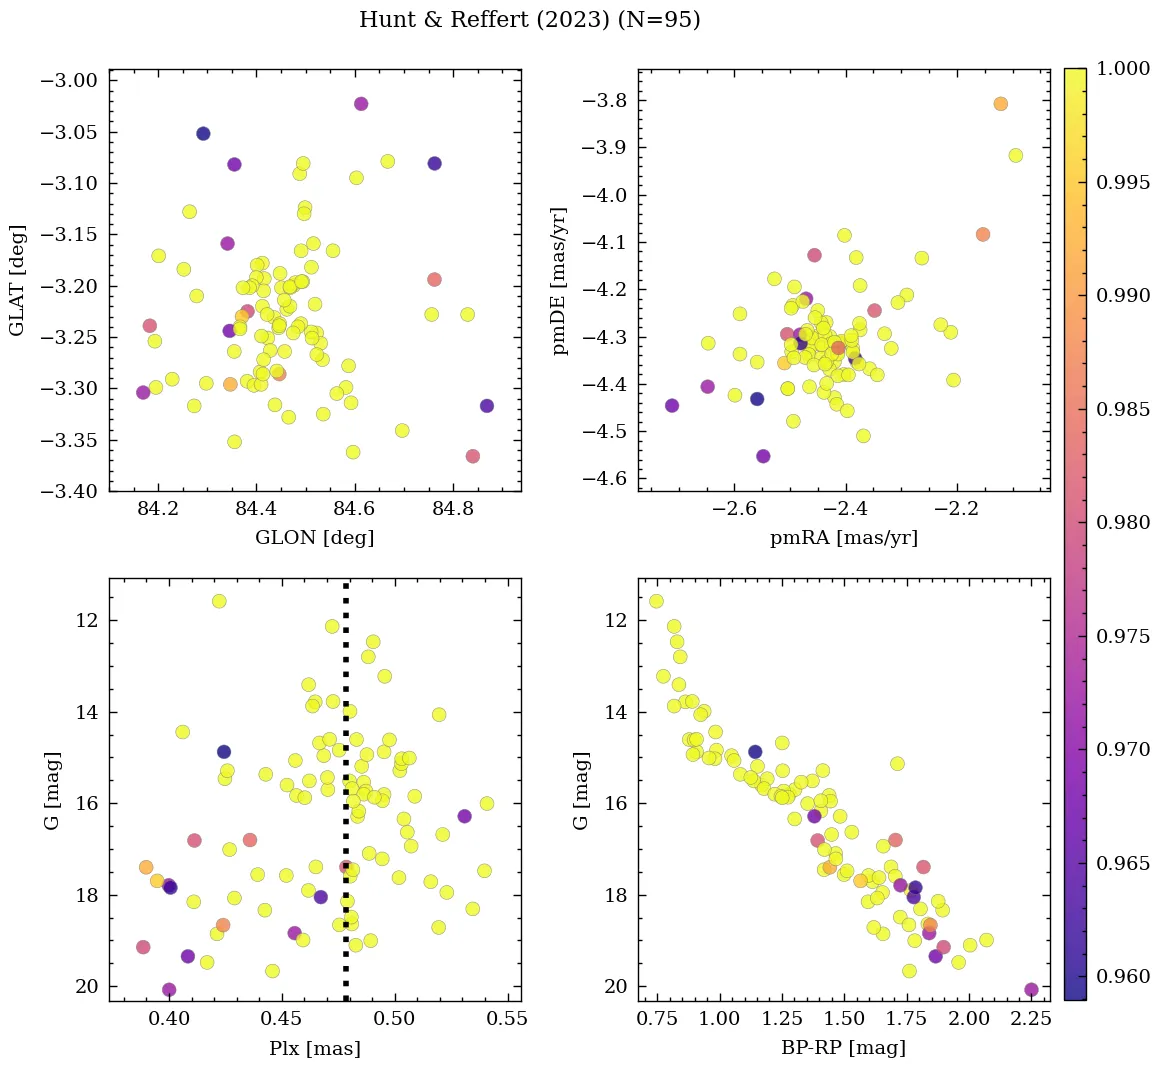 Hunt & Reffert (2023) (N=95)
−3.00
−3.05
−3.10
−3.15
−3.20
−3.25
−3.30
−3.35
−3.40
GLAT [deg]
84.2 84.4 84.6 84.8
GLON [deg]
−3.8
−3.9
−4.0
−4.1
−4.2
−4.3
−4.4
−4.5
−4.6
pmDE [mas/yr]
−2.6 −2.4 −2.2
pmRA [mas/yr]
12
14
16
18
20
G [mag]
0.40 0.45 0.50 0.55
Plx [mas]
12
14
16
18
20
G [mag]
0.75 1.00 1.25 1.50 1.75 2.00 2.25
BP-RP [mag]
1.000
0.995
0.990
0.985
0.980
0.975
0.970
0.965
0.960